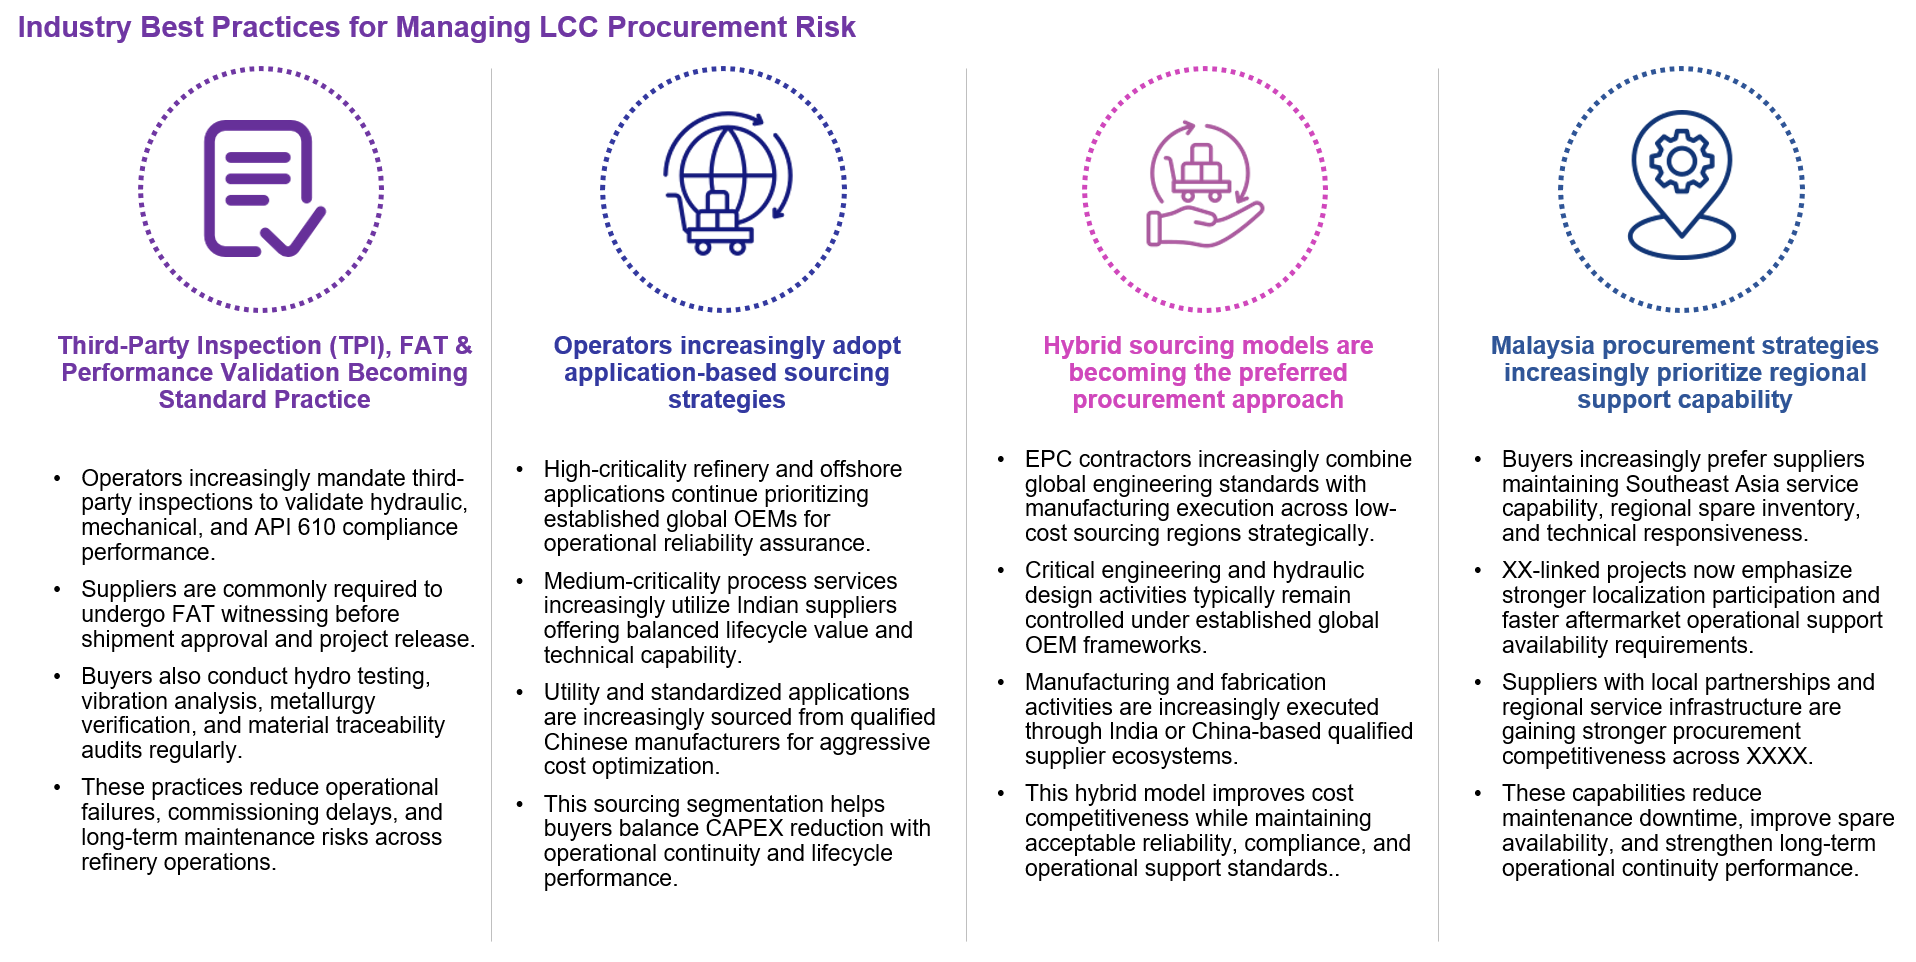 Industry Best Practices for Managing LCC Procurement Risk
Third-Party Inspection (TPI), FAT &
Performance Validation Becoming
Standard Practice
• Operators increasingly mandate third-
party inspections to validate hydraulic,
mechanical, and API 610 compliance
performance.
• Suppliers are commonly required to
undergo FAT witnessing before
shipment approval and project release.
• Buyers also conduct hydro testing,
vibration analysis, metallurgy
verification, and material traceability
audits regularly.
• These practices reduce operational
failures, commissioning delays, and
long-term maintenance risks across
refinery operations.
Operators increasingly adopt
application-based sourcing
strategies
• High-criticality refinery and offshore
applications continue prioritizing
established global OEMs for
operational reliability assurance.
• Medium-criticality process services
increasingly utilize Indian suppliers
offering balanced lifecycle value and
technical capability.
• Utility and standardized applications
are increasingly sourced from qualified
Chinese manufacturers for aggressive
cost optimization.
• This sourcing segmentation helps
buyers balance CAPEX reduction with
operational continuity and lifecycle
performance.
Hybrid sourcing models are
becoming the preferred
procurement approach
• EPC contractors increasingly combine
global engineering standards with
manufacturing execution across low-
cost sourcing regions strategically.
• Critical engineering and hydraulic
design activities typically remain
controlled under established global
OEM frameworks.
• Manufacturing and fabrication
activities are increasingly executed
through India or China-based qualified
supplier ecosystems.
• This hybrid model improves cost
competitiveness while maintaining
acceptable reliability, compliance, and
operational support standards..
Malaysia procurement strategies
increasingly prioritize regional
support capability
• Buyers increasingly prefer suppliers
maintaining Southeast Asia service
capability, regional spare inventory,
and technical responsiveness.
• XX-linked projects now emphasize
stronger localization participation and
faster aftermarket operational support
availability requirements.
• Suppliers with local partnerships and
regional service infrastructure are
gaining stronger procurement
competitiveness across XXXX.
• These capabilities reduce
maintenance downtime, improve spare
availability, and strengthen long-term
operational continuity performance.